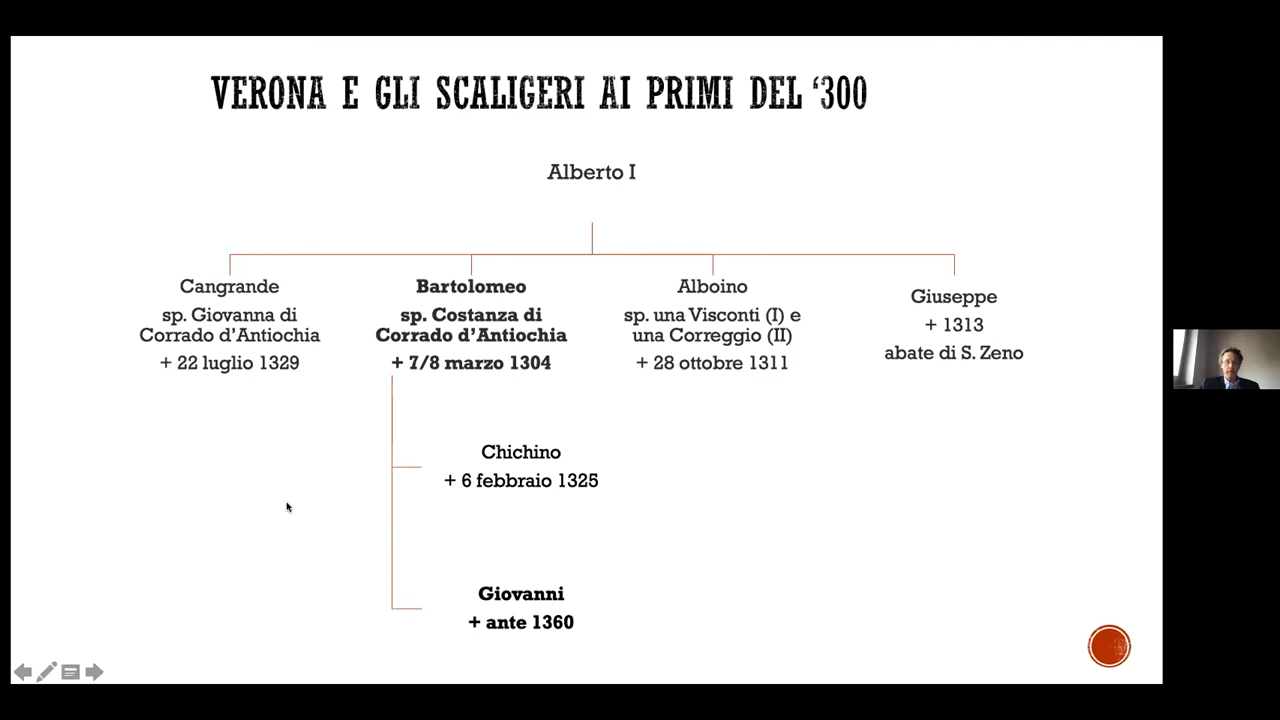 VERONA E GLI SCALIGERI AI PRIMI DEL ‘300
Alberto I
Cangrande
sp. Giovanna di
Corrado d’Antiochia
+ 22 luglio 1329
Bartolomeo
sp. Costanza di
Corrado d’Antiochia
+ 7/8 marzo 1304
Alboino
sp. una Visconti (I) e
una Correggio (II)
+ 28 ottobre 1311
Giuseppe
+ 1313
abate di S. Zeno
Chichino
+ 6 febbraio 1325
Giovanni
+ ante 1360